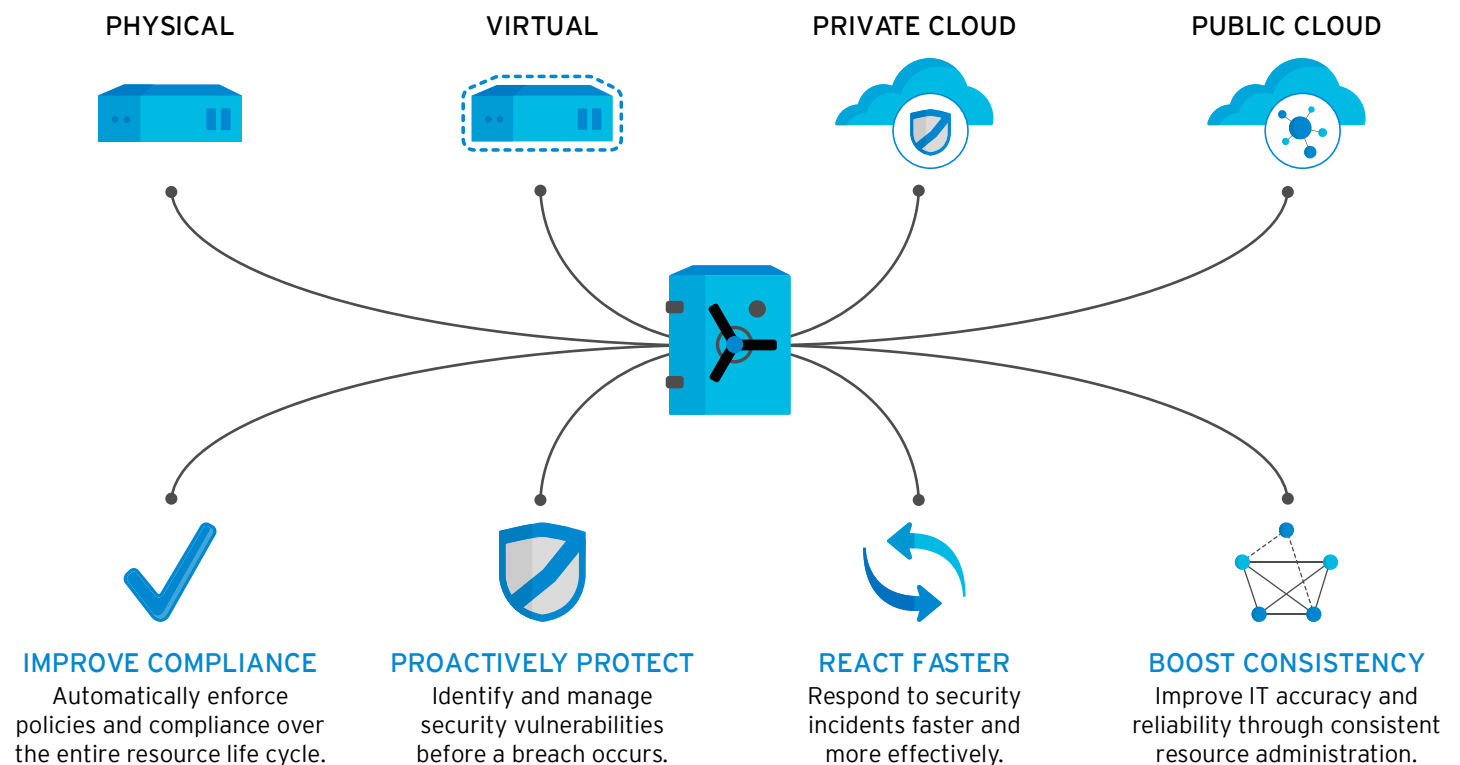 PHYSICAL
VIRTUAL
PRIVATE CLOUD
PUBLIC CLOUD
IMPROVE COMPLIANCE
Automatically enforce
policies and compliance over
the entire resource life cycle.
PROACTIVELY PROTECT
Identify and manage
security vulnerabilities
before a breach occurs.
REACT FASTER
Respond to security
incidents faster and
more effectively.
BOOST CONSISTENCY
Improve IT accuracy and
reliability through consistent
resource administration.